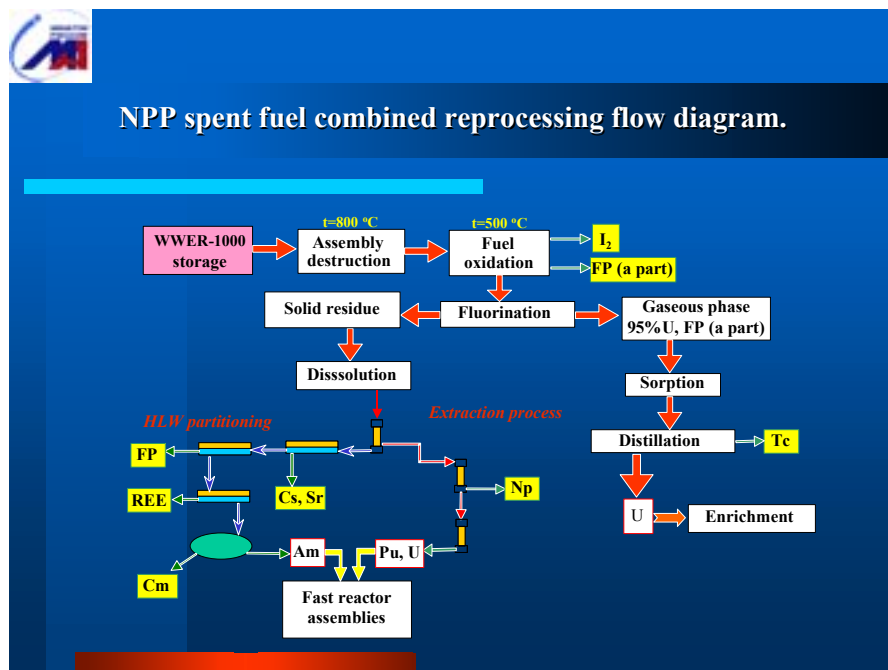 NPP spent fuel combined reprocessing flow diagram.
t=800 °C
t=500 °C
WWER-1000
storage
Assembly
destruction
Fuel
oxidation
I2
FP (a part)
Solid residue
Fluorination
Gaseous phase
95%U, FP (a part)
Disssolution
Sorption
HLW partitioning
Extraction process
Distillation
Tc
FP
REE
Cs, Sr
Np
U
Enrichment
Am
Pu, U
Cm
Fast reactor
assemblies